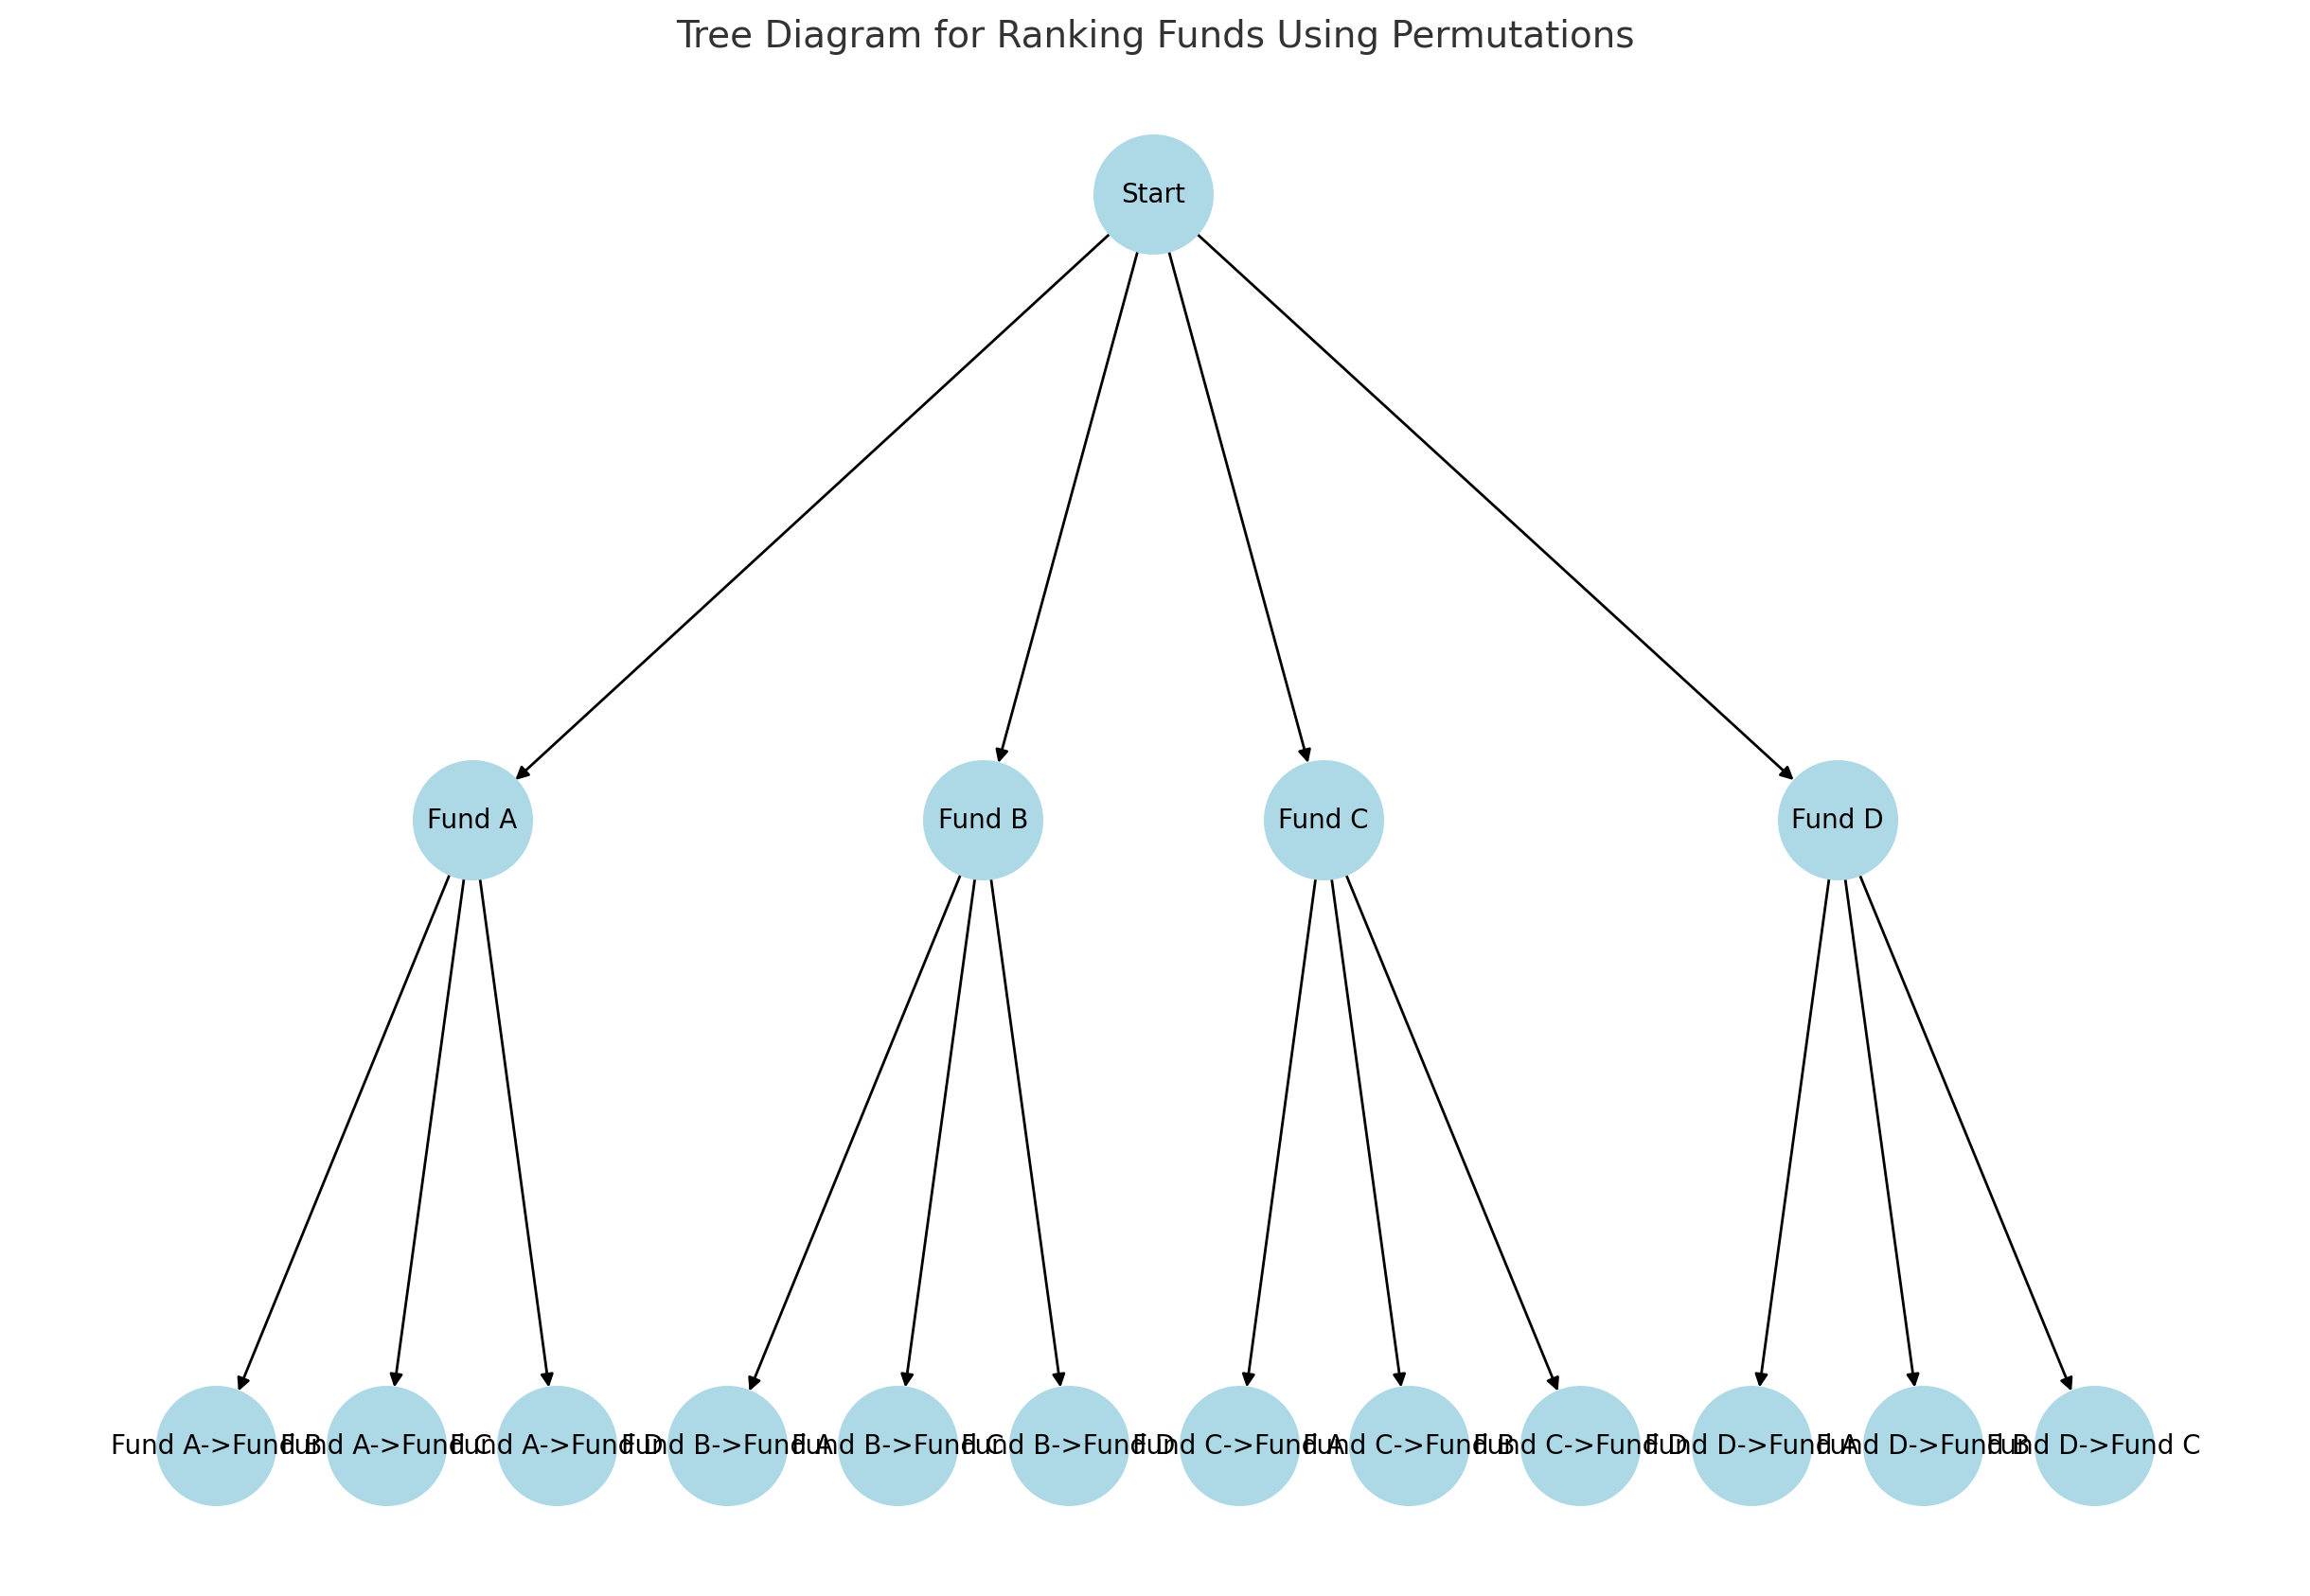 Tree Diagram for Ranking Funds Using Permutations
Start
Fund A
Fund B
Fund C
Fund D
Fund A->Fund B
Fund A->Fund C
Fund A->Fund D
Fund B->Fund A
Fund B->Fund C
Fund B->Fund D
Fund C->Fund A
Fund C->Fund B
Fund C->Fund D
Fund D->Fund A
Fund D->Fund B
Fund D->Fund C